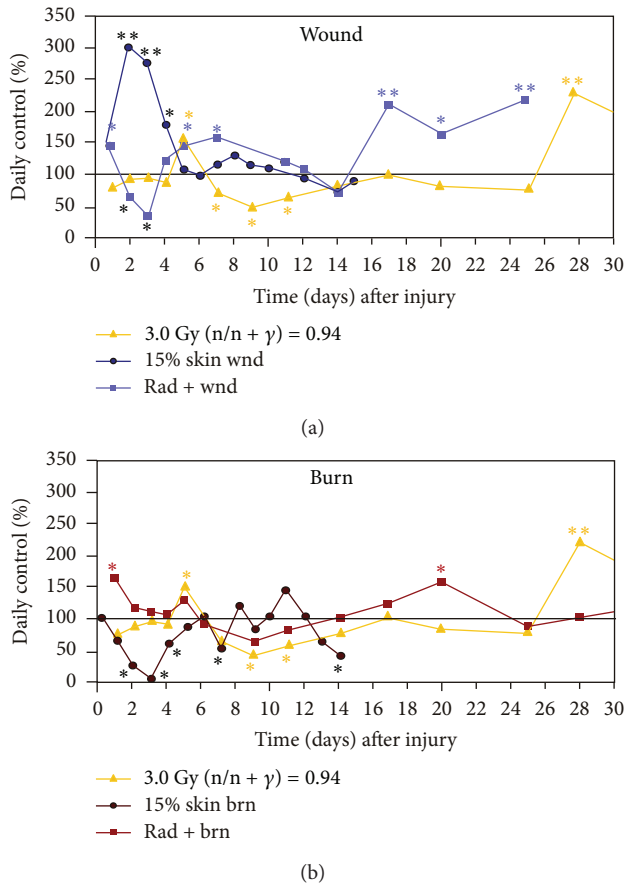 Wound
Daily control (%)
350
300
250
200
150
100
50
0
** ** * * * * * * * * * * * ** * ** **
0 2 4 6 8 10 12 14 16 18 20 22 24 26 28 30
Time (days) after injury
3.0 Gy (n/n + γ) = 0.94
15% skin wnd
Rad + wnd
(a)
Burn
Daily control (%)
350
300
250
200
150
100
50
0
* * * * * * * * * * * **
0 2 4 6 8 10 12 14 16 18 20 22 24 26 28 30
Time (days) after injury
3.0 Gy (n/n + γ) = 0.94
15% skin brn
Rad + brn
(b)